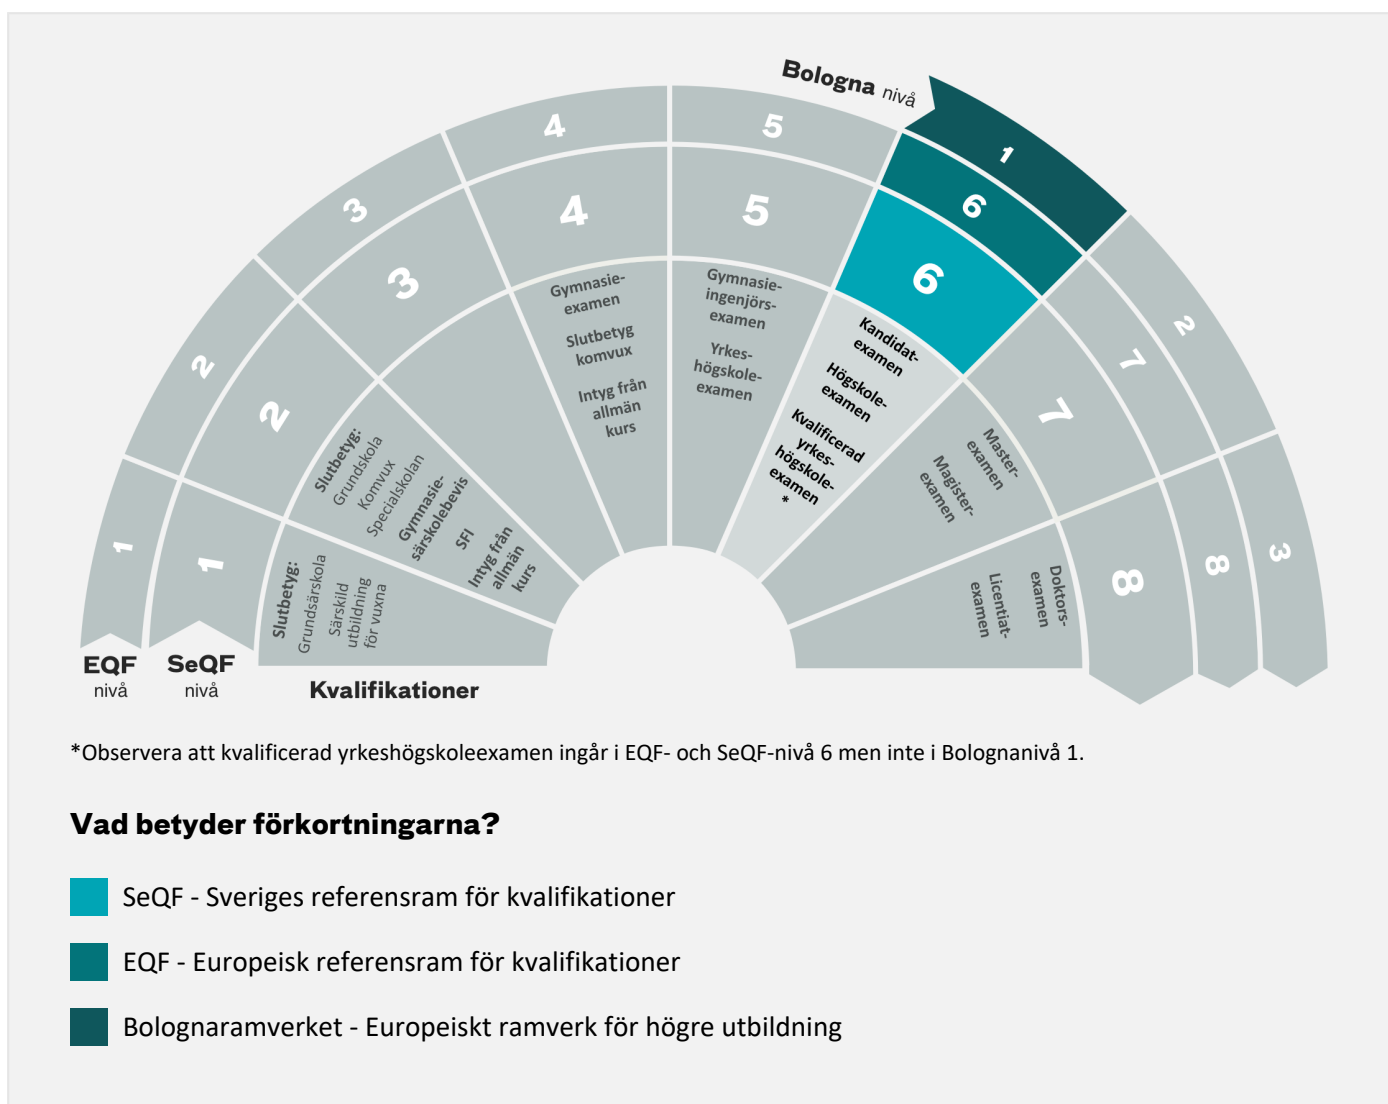 Bologna nivå
1
2
3
1
2
3
4
5
6
7
8
1
2
3
4
5
6
7
8
Slutbetyg:
Grundsärskola
Särskild
utbildning
för vuxna
Slutbetyg:
Grundskola
Komvux
Specialskolan
Gymnasie-
särskolebevis
SFI
Intyg från
allmän
kurs
Gymnasie-
examen
Slutbetyg
komvux
Intyg från
allmän
kurs
Gymnasie-
ingenjörs-
examen
Yrkes-
högskole-
examen
Kandidat-
examen
Högskole-
examen
Kvalificerad
yrkes-
högskole-
examen
*
Master-
examen
Magister-
examen
Doktors-
examen
Licentiat-
examen
EQF
nivå
SeQF
nivå
Kvalifikationer
*Observera att kvalificerad yrkeshögskoleexamen ingår i EQF- och SeQF-nivå 6 men inte i Bolognanivå 1.
Vad betyder förkortningarna?
SeQF - Sveriges referensram för kvalifikationer
EQF - Europeisk referensram för kvalifikationer
Bolognaramverket - Europeiskt ramverk för högre utbildning